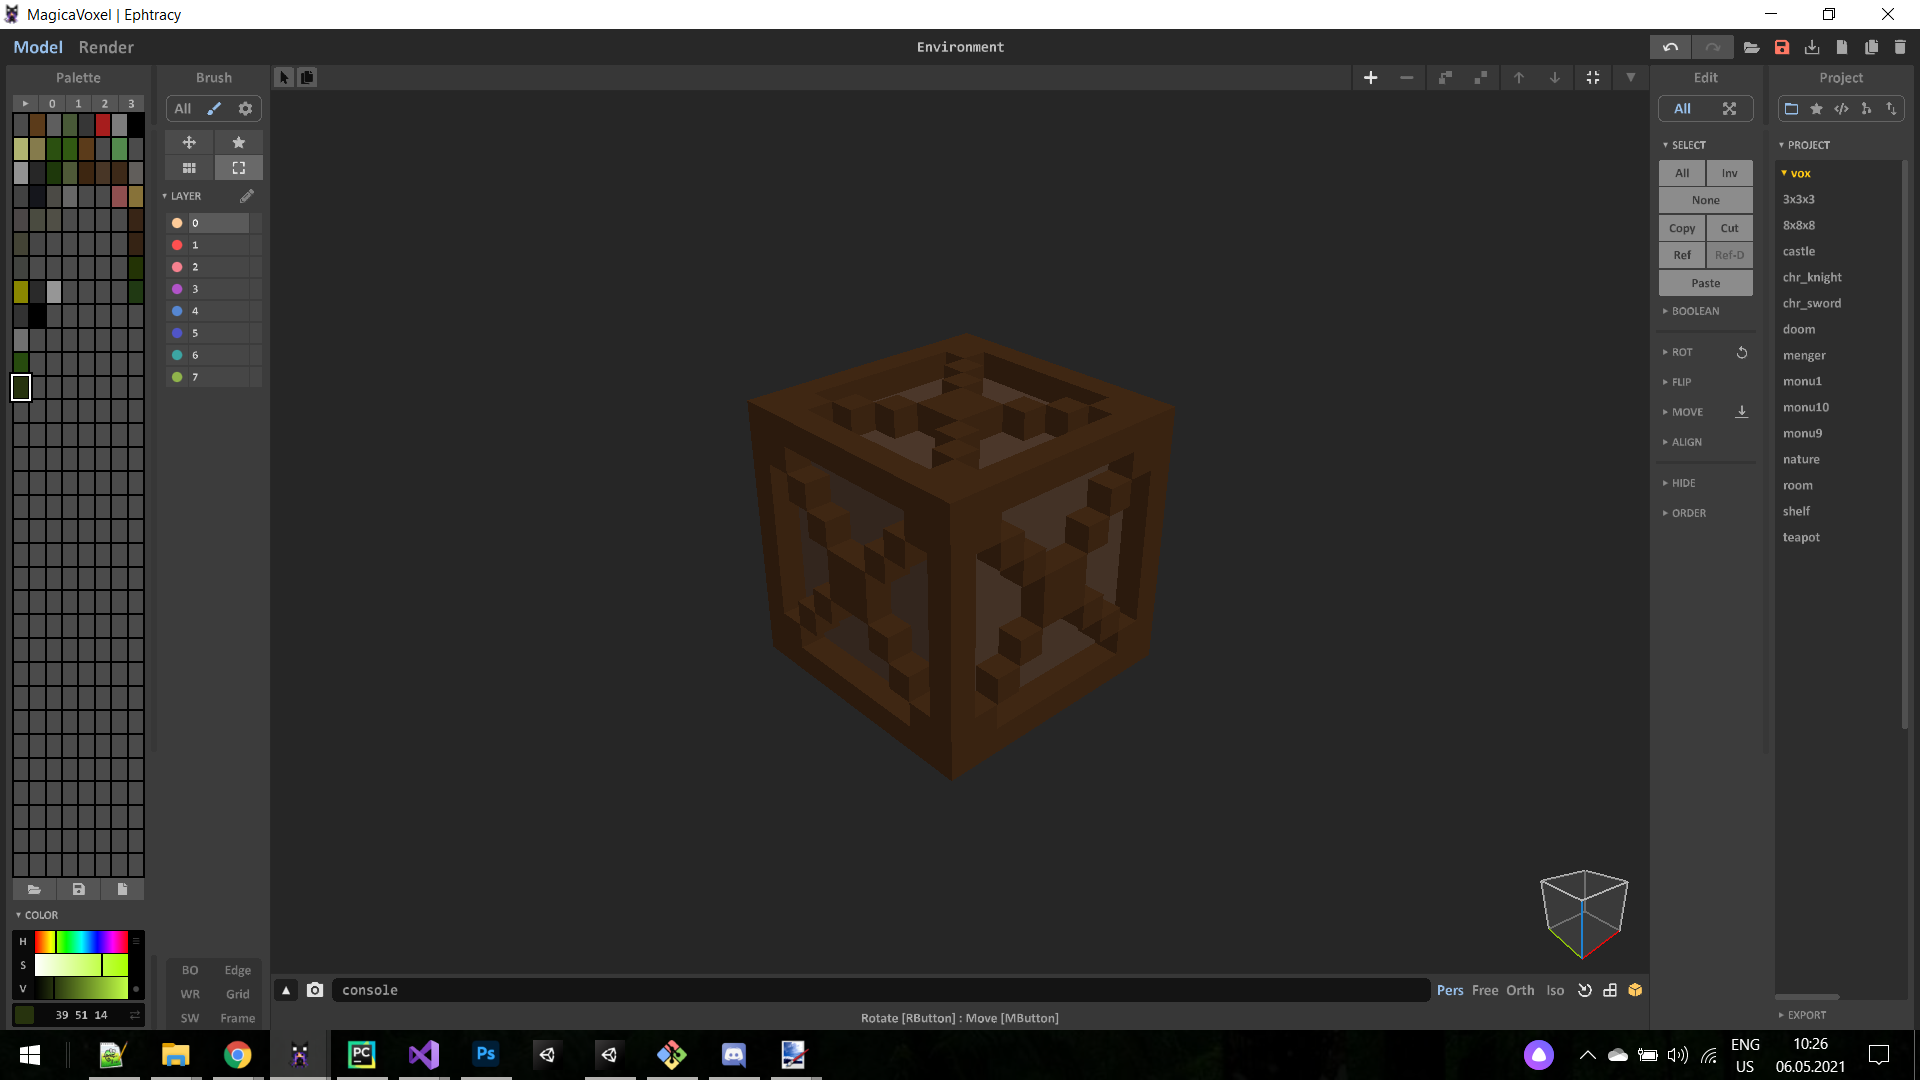 MagicaVoxel | Ephtracy
Model Render
Environment
Palette
Brush
Edit
Project
0 1 2 3
All
All
LAYER
0
1
2
3
4
5
6
7
SELECT
All Inv
None
Copy Cut
Ref Ref-D
Paste
BOOLEAN
ROT
FLIP
MOVE
ALIGN
HIDE
ORDER
PROJECT
vox
3x3x3
8x8x8
castle
chr_knight
chr_sword
doom
menger
monu1
monu10
monu9
nature
room
shelf
teapot
EXPORT
COLOR
H
S
V
39 51 14
BO Edge
WR Grid
SW Frame
console
Pers Free Orth Iso
Rotate [RButton] : Move [MButton]
PC
Ps
ENG
US
10:26
06.05.2021